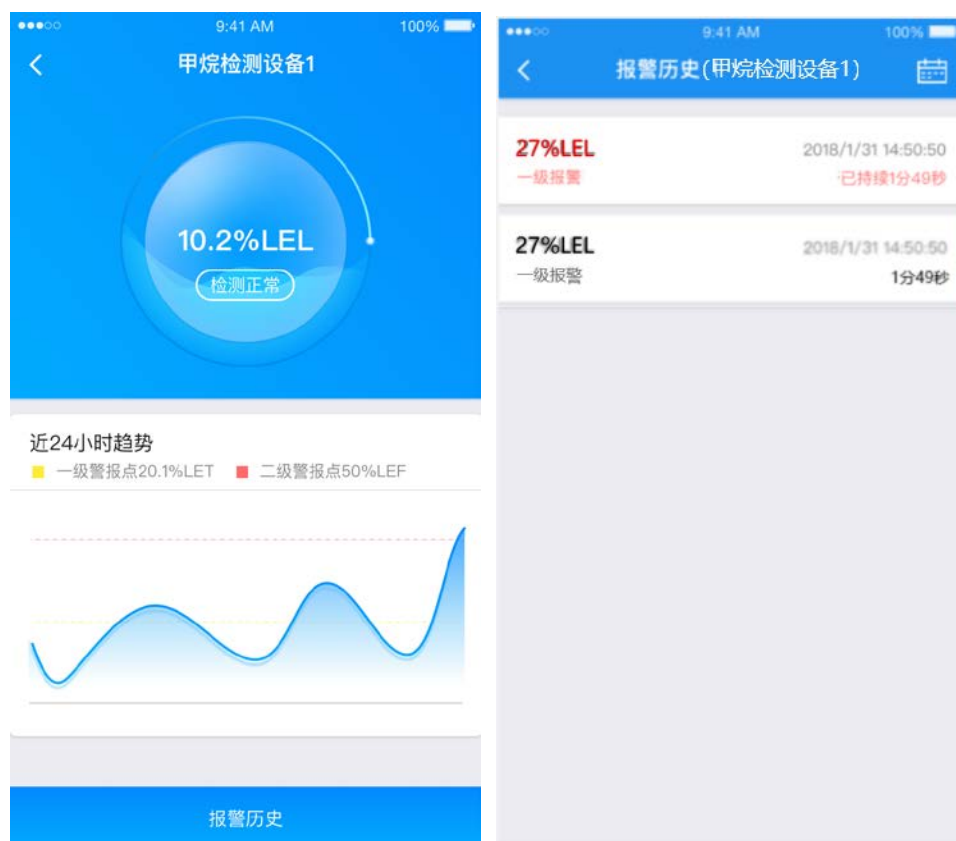 9:41 AM
100%
甲烷检测设备1
10.2%LEL
检测正常
近24小时趋势
一级警报点20.1%LET
二级警报点50%LEF
报警历史
9:41 AM
100%
报警历史(甲烷检测设备1)
27%LEL
2018/1/31 14:50:50
一级报警
已持续1分49秒
27%LEL
2018/1/31 14:50:50
一级报警
1分49秒